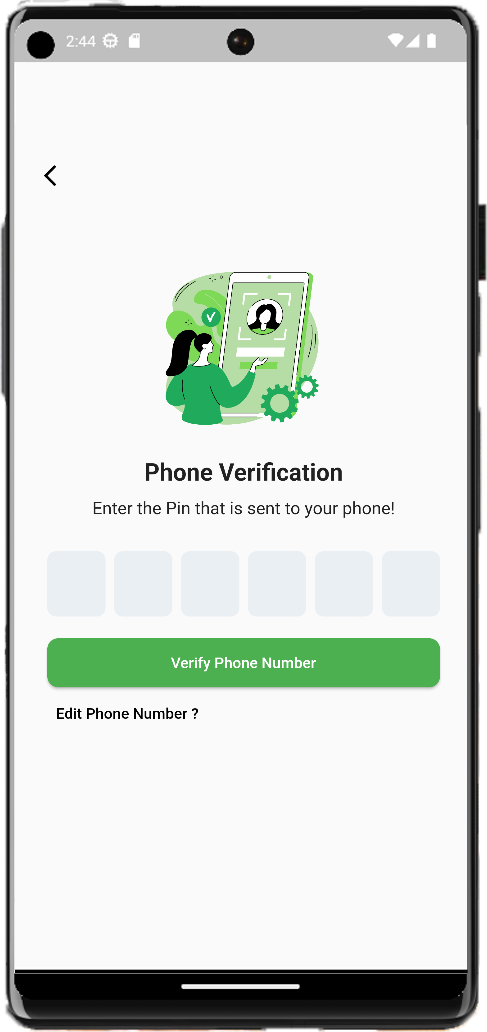 2:44
Phone Verification
Enter the Pin that is sent to your phone!
Verify Phone Number
Edit Phone Number ?